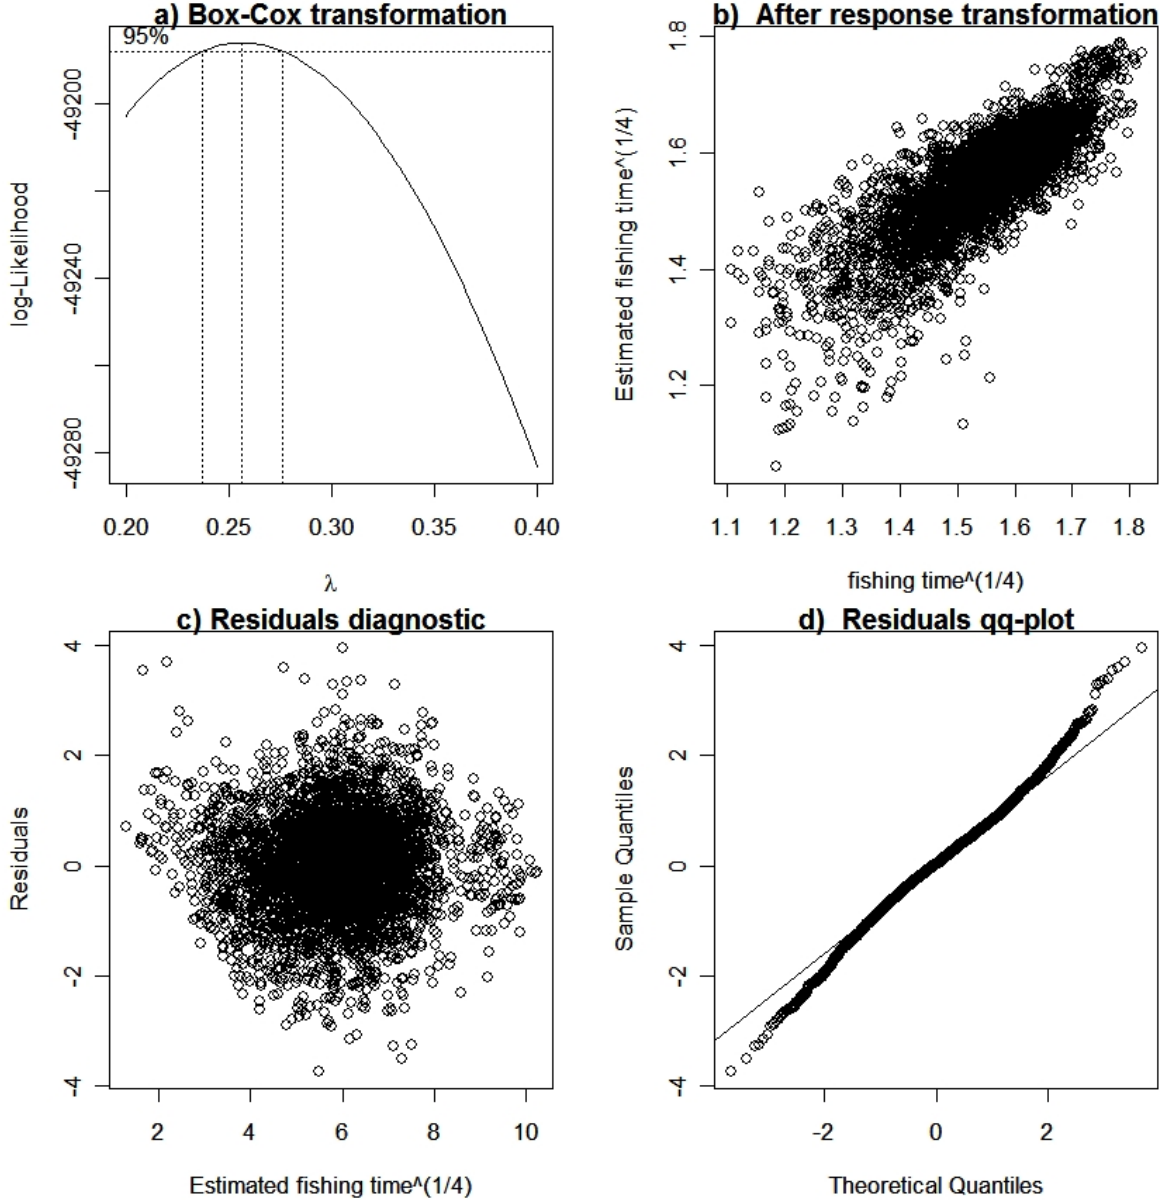 a) Box-Cox transformation
95%
log-Likelihood
-49200
-49240
-49280
0.20 0.25 0.30 0.35 0.40
λ
b)  After response transformation
Estimated fishing time^(1/4)
1.8
1.6
1.4
1.2
1.1 1.2 1.3 1.4 1.5 1.6 1.7 1.8
fishing time^(1/4)
c) Residuals diagnostic
Residuals
4
2
0
-2
-4
2 4 6 8 10
Estimated fishing time^(1/4)
d)  Residuals qq-plot
Sample Quantiles
4
2
0
-2
-4
-2 0 2
Theoretical Quantiles